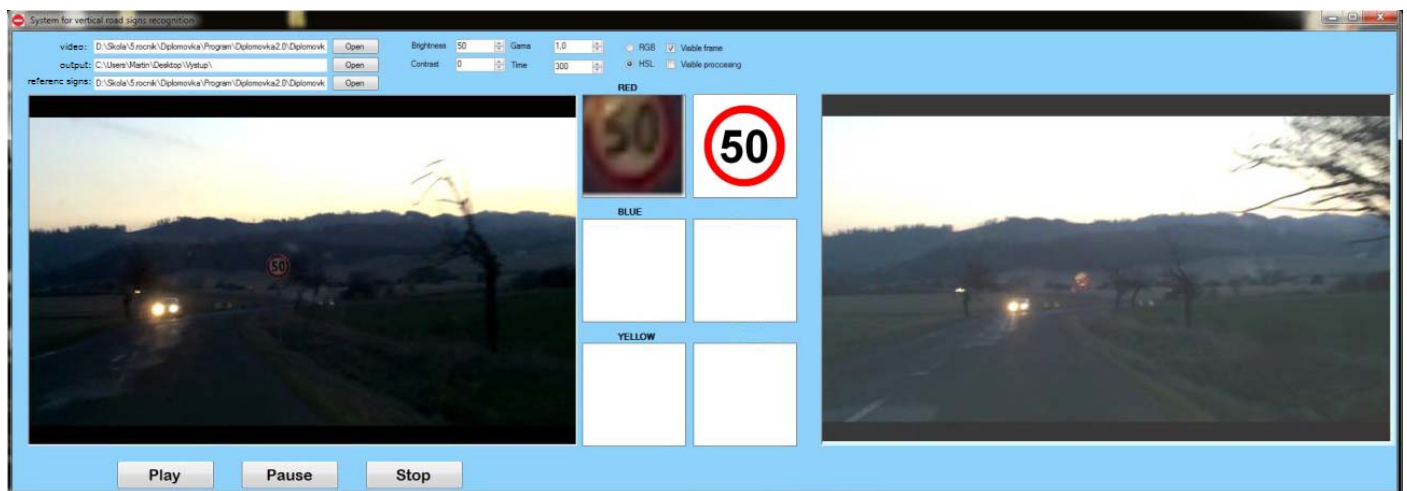 System for vertical road signs recognition
video: D:\Skola\5.rocnik\Diplomovka\Program\Diplomovka2.0\Diplomovk Open Brightness 50 Gama 1,0 RGB Visible frame
output: C:\Users\Martin\Desktop\Vystup\ Open Contrast 0 Time 300 HSL Visible proccesing
referenc signs: D:\Skola\5.rocnik\Diplomovka\Program\Diplomovka2.0\Diplomovk Open
RED
50 50
50
BLUE
YELLOW
Play Pause Stop